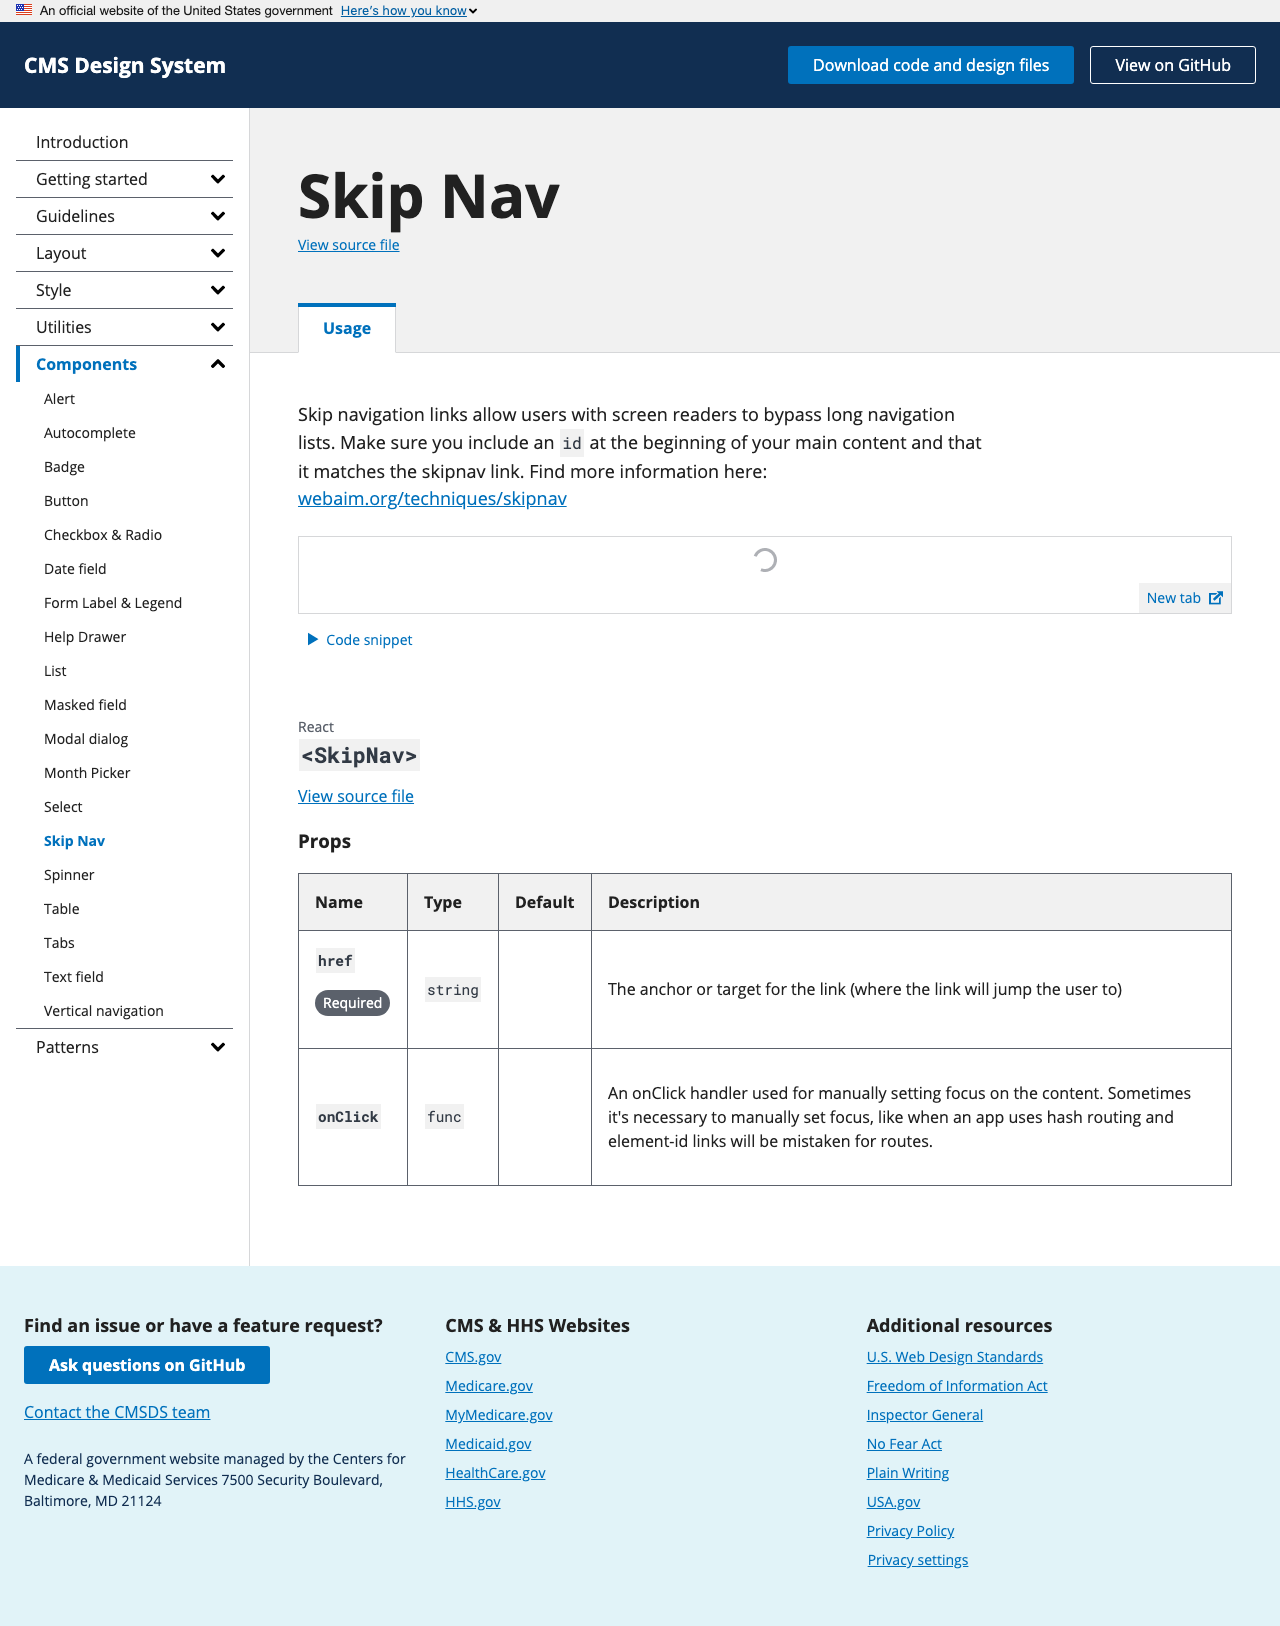 An official website of the United States government Here's how you know
CMS Design System
Download code and design files
View on GitHub
Introduction
Getting started
Guidelines
Layout
Style
Utilities
Components
Alert
Autocomplete
Badge
Button
Checkbox & Radio
Date field
Form Label & Legend
Help Drawer
List
Masked field
Modal dialog
Month Picker
Select
Skip Nav
Spinner
Table
Tabs
Text field
Vertical navigation
Patterns
Skip Nav
View source file
Usage
Skip navigation links allow users with screen readers to bypass long navigation
lists. Make sure you include an id at the beginning of your main content and that
it matches the skipnav link. Find more information here:
webaim.org/techniques/skipnav
New tab
Code snippet
React
<SkipNav>
View source file
Props
Name Type Default Description
href
Required
string
The anchor or target for the link (where the link will jump the user to)
onClick
func
An onClick handler used for manually setting focus on the content. Sometimes
it's necessary to manually set focus, like when an app uses hash routing and
element-id links will be mistaken for routes.
Find an issue or have a feature request?
Ask questions on GitHub
Contact the CMSDS team
A federal government website managed by the Centers for
Medicare & Medicaid Services 7500 Security Boulevard,
Baltimore, MD 21124
CMS & HHS Websites
CMS.gov
Medicare.gov
MyMedicare.gov
Medicaid.gov
HealthCare.gov
HHS.gov
Additional resources
U.S. Web Design Standards
Freedom of Information Act
Inspector General
No Fear Act
Plain Writing
USA.gov
Privacy Policy
Privacy settings